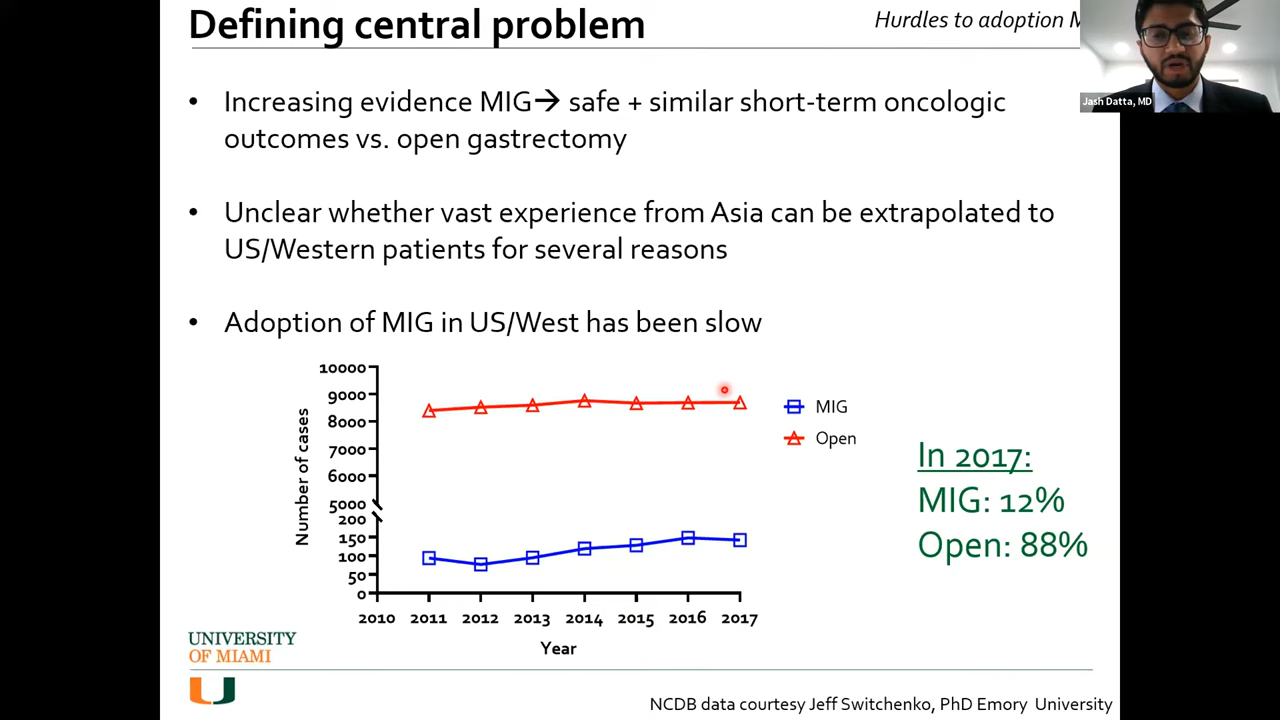 Defining central problem
Hurdles to adoption
Jash Datta, MD
• Increasing evidence MIG→ safe + similar short-term oncologic
outcomes vs. open gastrectomy
• Unclear whether vast experience from Asia can be extrapolated to
US/Western patients for several reasons
• Adoption of MIG in US/West has been slow
10000
9000
8000
7000
6000
5000
200
150
100
50
0
Number of cases
2010 2011 2012 2013 2014 2015 2016 2017
Year
MIG
Open
In 2017:
MIG: 12%
Open: 88%
UNIVERSITY
OF MIAMI
NCDB data courtesy Jeff Switchenko, PhD Emory University